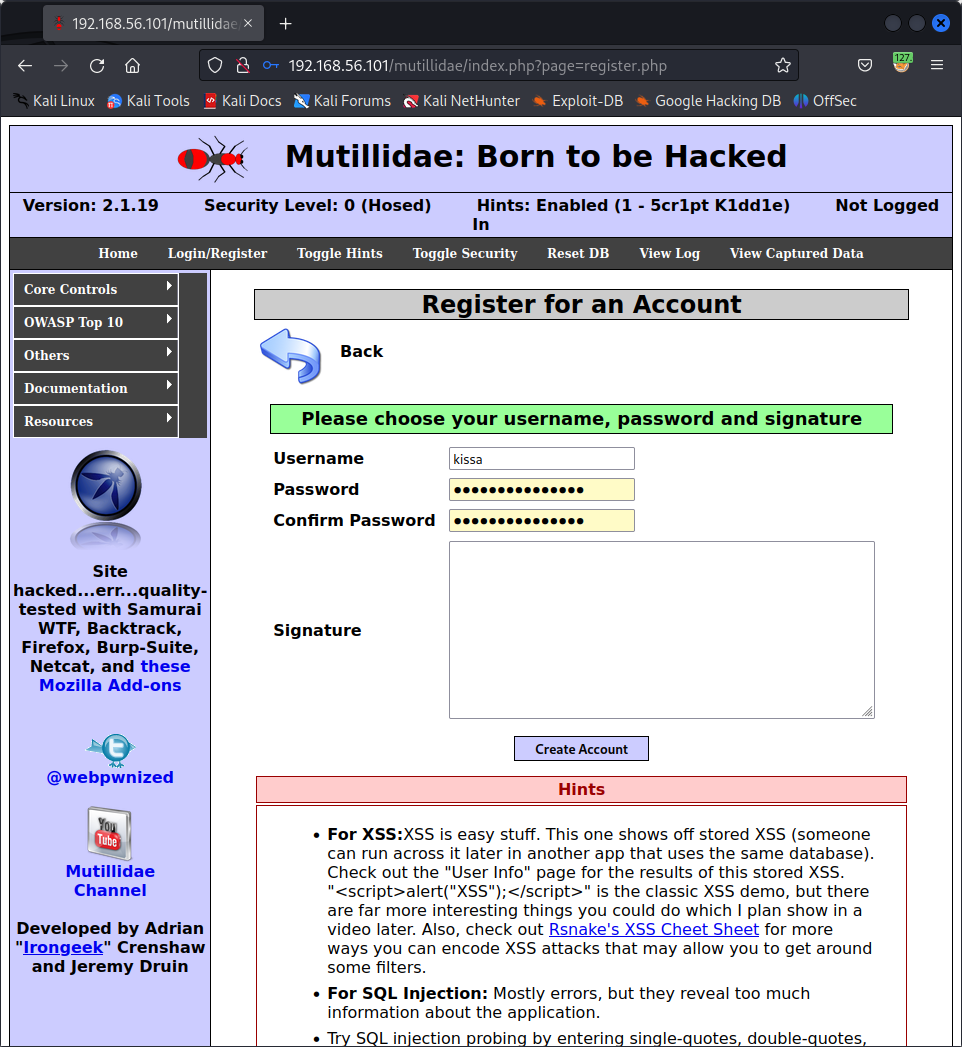 192.168.56.101/mutillidae
192.168.56.101/mutillidae/index.php?page=register.php
127.
Kali Linux Kali Tools Kali Docs Kali Forums Kali NetHunter Exploit-DB Google Hacking DB OffSec
Mutillidae: Born to be Hacked
Version: 2.1.19 Security Level: 0 (Hosed) Hints: Enabled (1 - 5cr1pt K1dd1e) Not Logged
In
Home Login/Register Toggle Hints Toggle Security Reset DB View Log View Captured Data
Core Controls
OWASP Top 10
Others
Documentation
Resources
Site
hacked...err...quality-
tested with Samurai
WTF, Backtrack,
Firefox, Burp-Suite,
Netcat, and these
Mozilla Add-ons
@webpwnized
You
Tube
Mutillidae
Channel
Developed by Adrian
"Irongeek" Crenshaw
and Jeremy Druin
Register for an Account
Back
Please choose your username, password and signature
Username kissa
Password •••••••••••••••
Confirm Password •••••••••••••••
Signature
Create Account
Hints
• For XSS:XSS is easy stuff. This one shows off stored XSS (someone
can run across it later in another app that uses the same database).
Check out the "User Info" page for the results of this stored XSS.
"<script>alert("XSS");</script>" is the classic XSS demo, but there
are far more interesting things you could do which I plan show in a
video later. Also, check out Rsnake's XSS Cheet Sheet for more
ways you can encode XSS attacks that may allow you to get around
some filters.
• For SQL Injection: Mostly errors, but they reveal too much
information about the application.
• Try SQL injection probing by entering single-quotes, double-quotes,